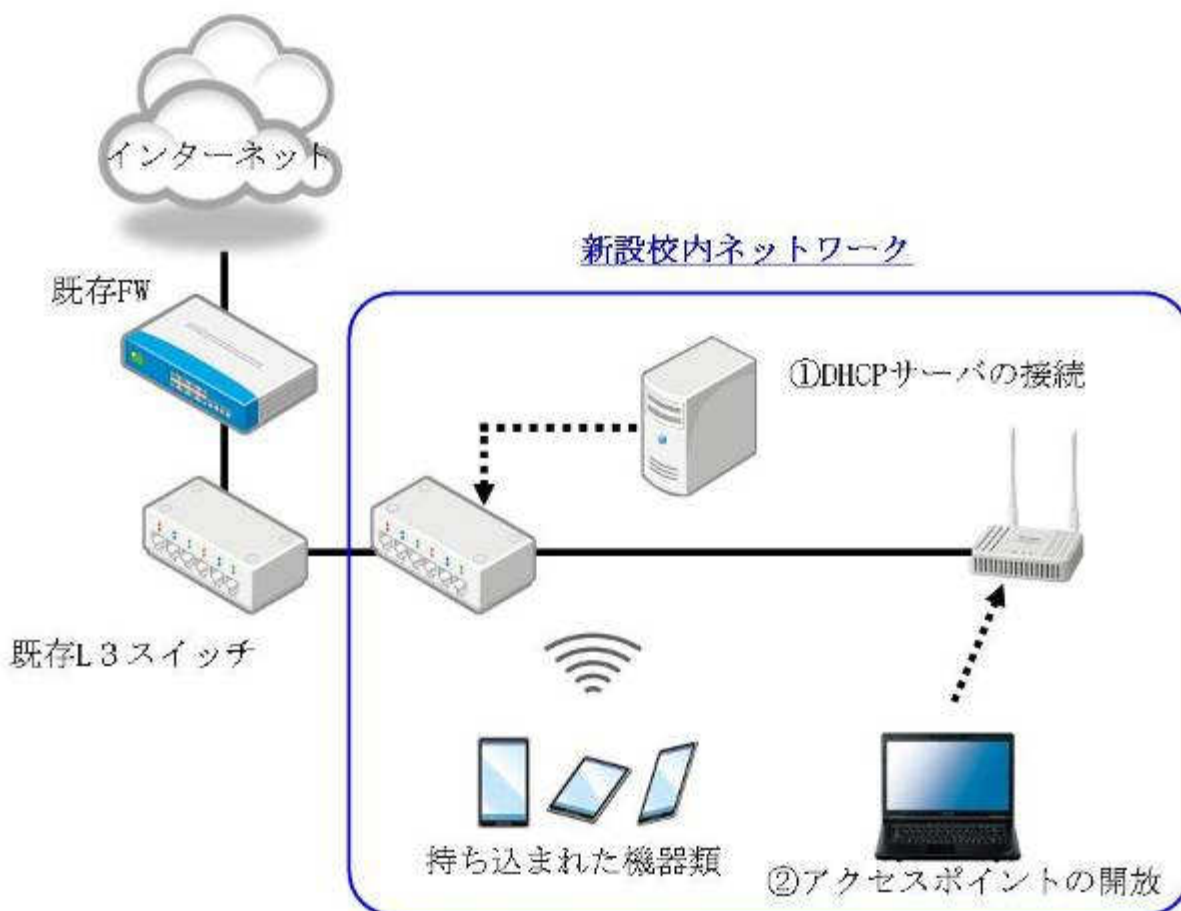 インターネット
新設校内ネットワーク
既存FW
①DHCPサーバの接続
既存L３スイッチ
持ち込まれた機器類
②アクセスポイントの開放